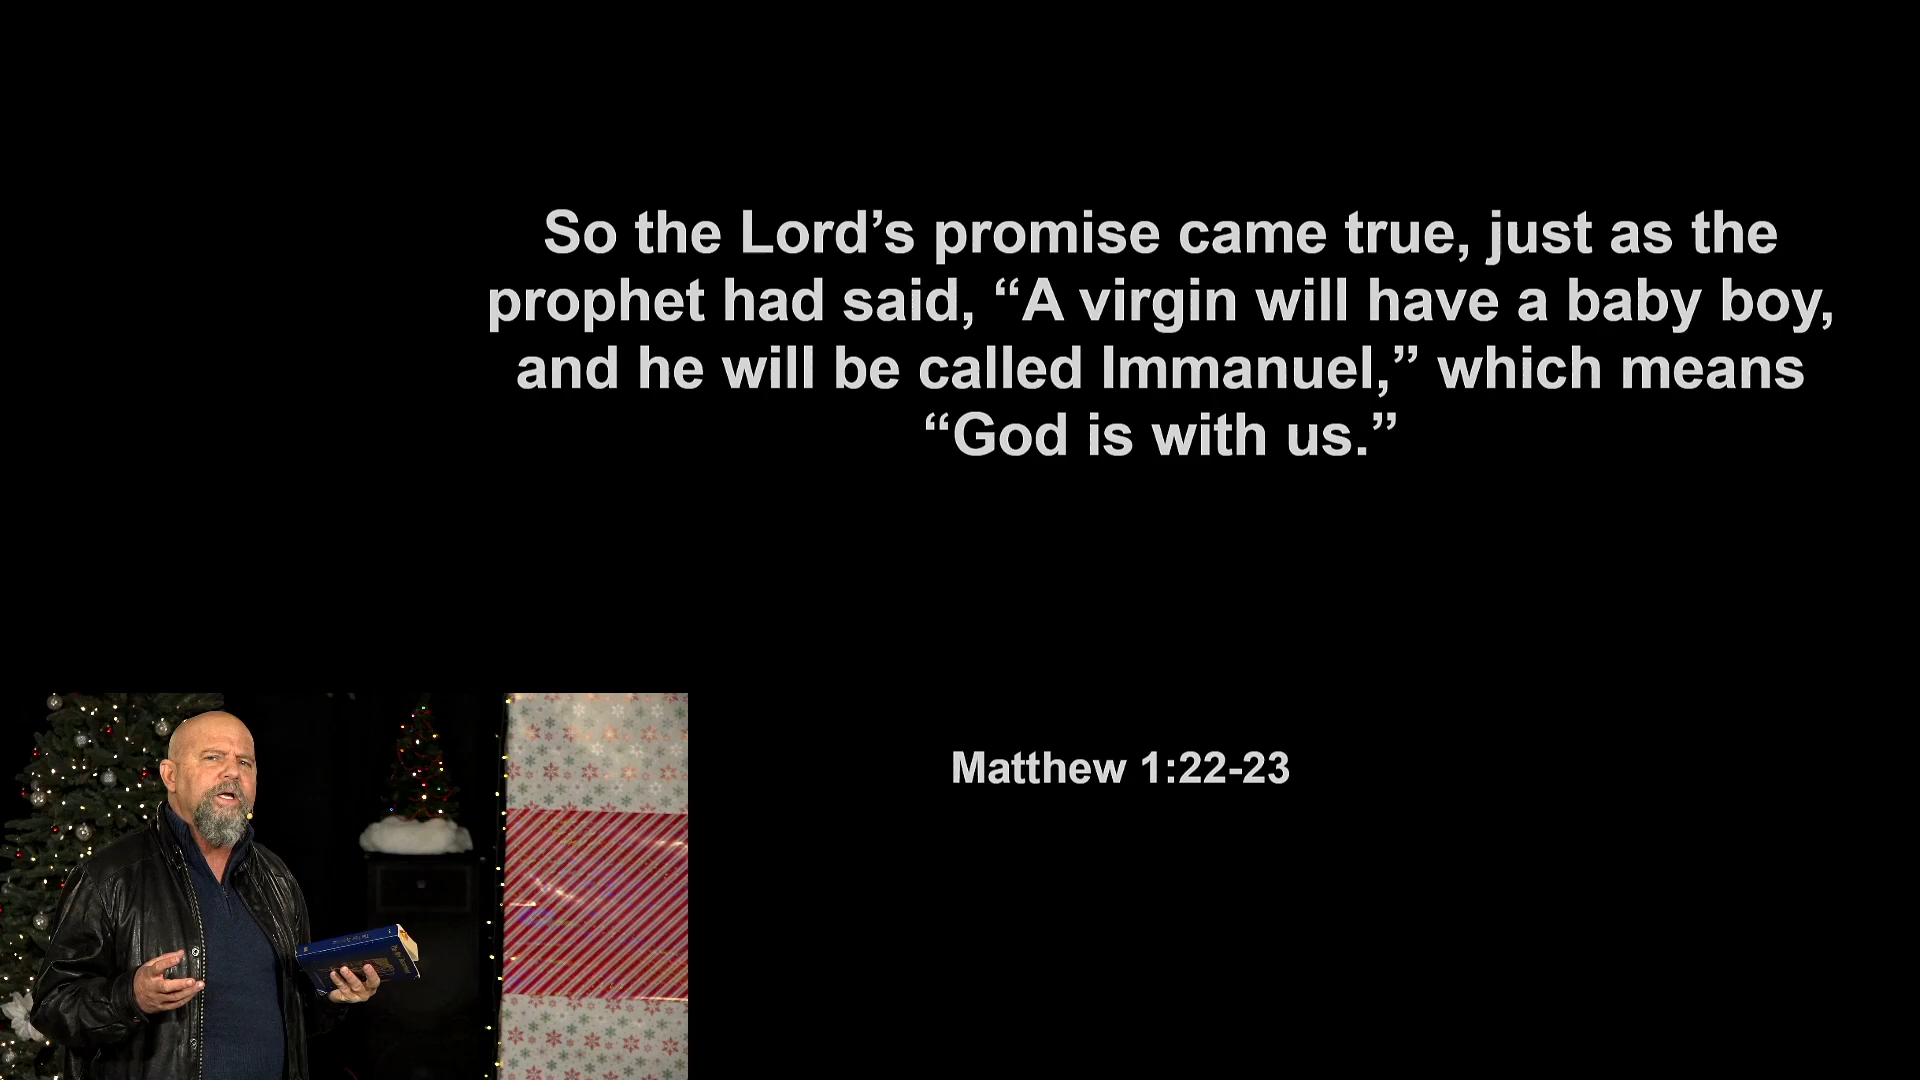 So the Lord’s promise came true, just as the
prophet had said, “A virgin will have a baby boy,
and he will be called Immanuel,” which means
“God is with us.”
Matthew 1:22-23